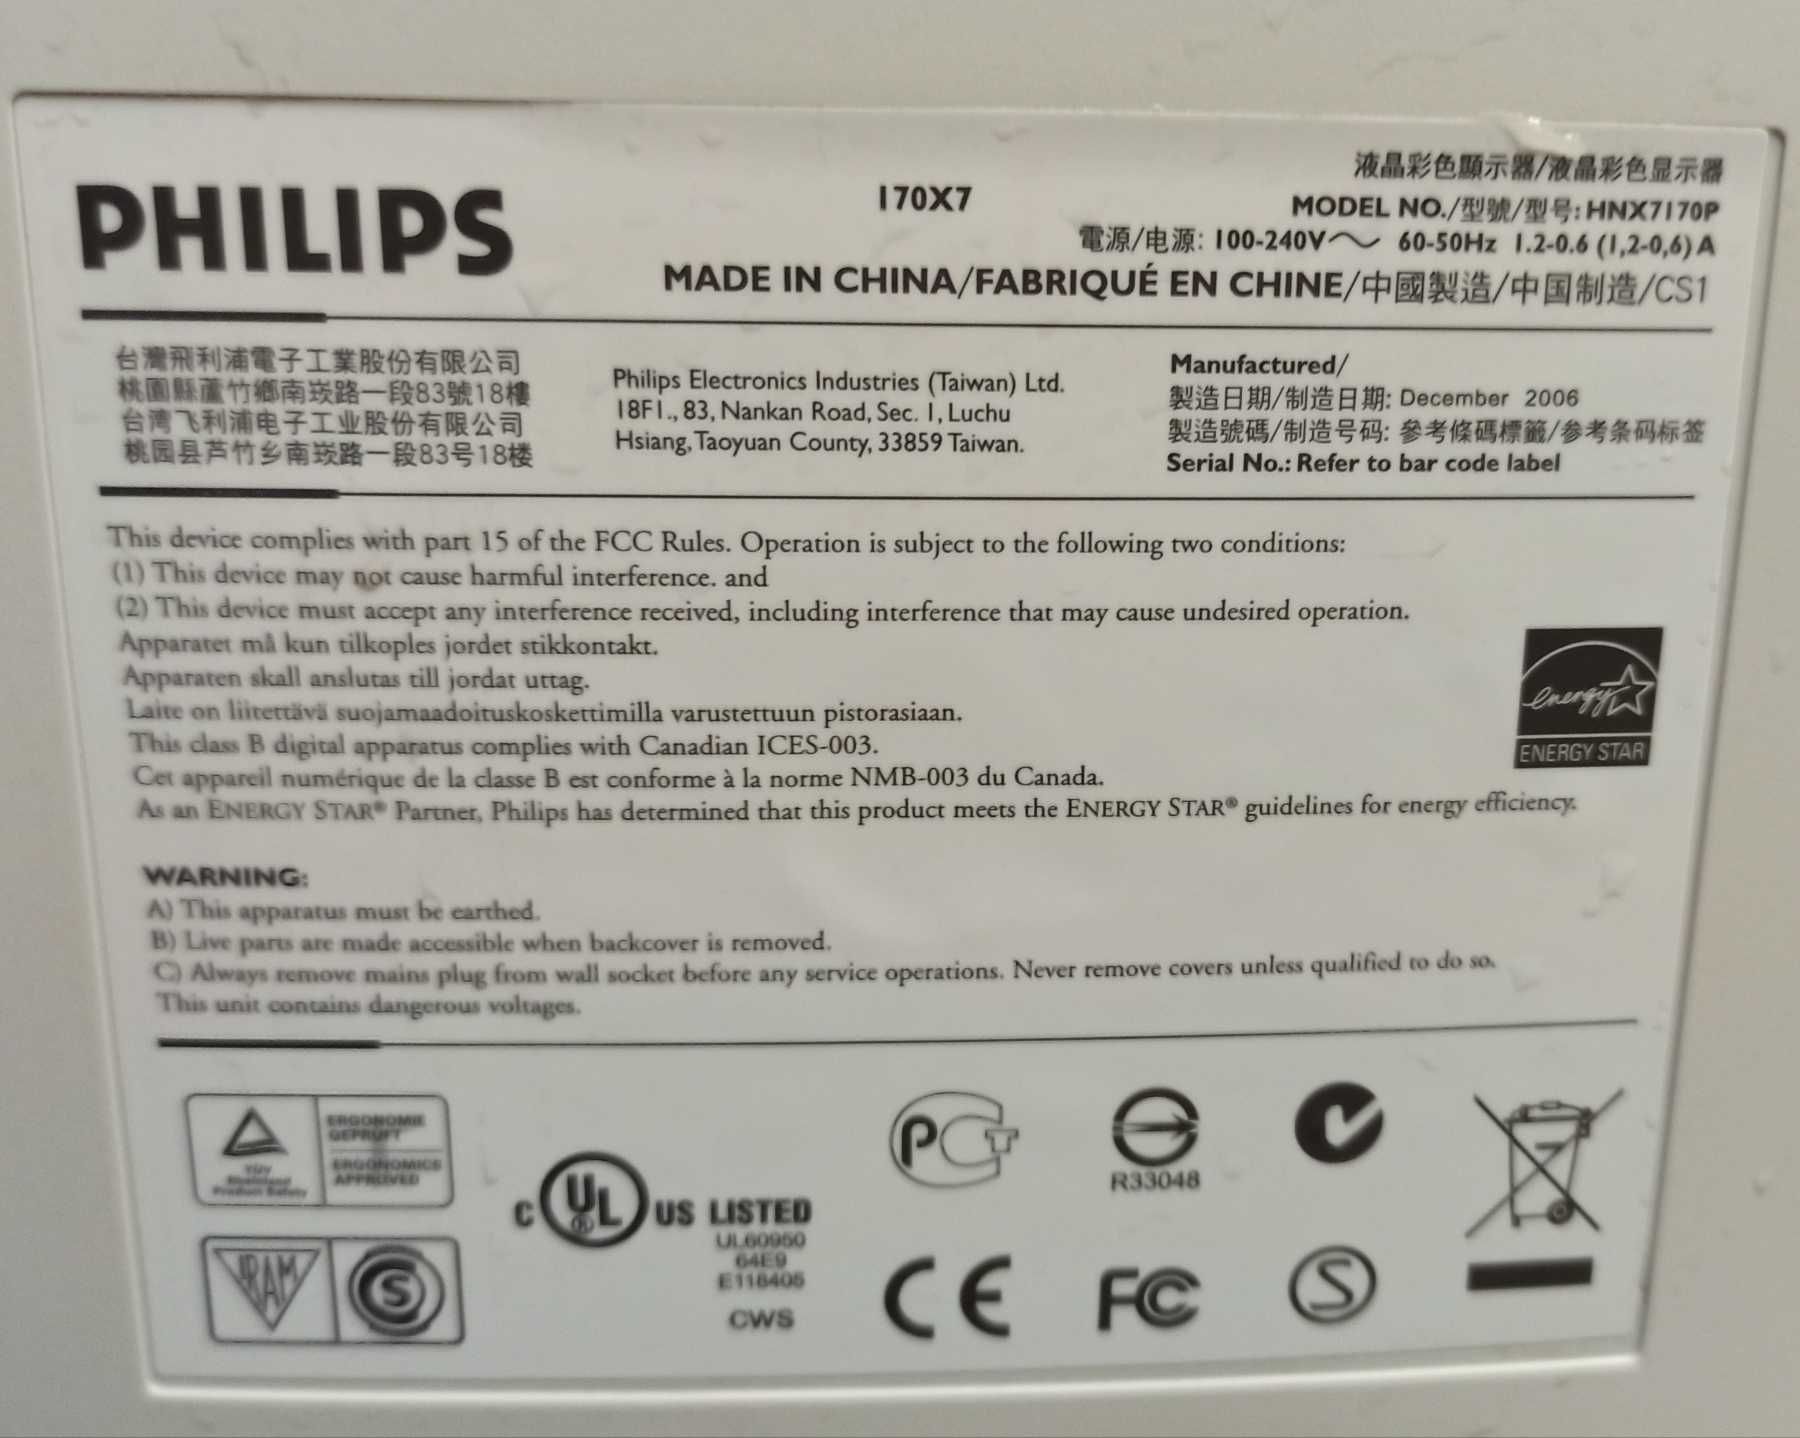 PHILIPS
170X7
液晶彩色顯示器/液晶彩色显示器
MODEL NO./型號/型号: HNX7170P
電源/电源: 100-240V～ 60-50Hz 1.2-0.6 (1,2-0,6) A
MADE IN CHINA/FABRIQUÉ EN CHINE/中國製造/中国制造/CS1
台灣飛利浦電子工業股份有限公司
桃園縣蘆竹鄉南崁路一段83號18樓
台湾飞利浦电子工业股份有限公司
桃园县芦竹乡南崁路一段83号18楼
Philips Electronics Industries (Taiwan) Ltd.
18F1., 83, Nankan Road, Sec. 1, Luchu
Hsiang, Taoyuan County, 33859 Taiwan.
Manufactured/
製造日期/制造日期: December 2006
製造號碼/制造号码: 參考條碼標籤/参考条码标签
Serial No.: Refer to bar code label
This device complies with part 15 of the FCC Rules. Operation is subject to the following two conditions:
(1) This device may not cause harmful interference. and
(2) This device must accept any interference received, including interference that may cause undesired operation.
Apparatet må kun tilkoples jordet stikkontakt.
Apparaten skall anslutas till jordat uttag.
Laite on liitettävä suojamaadoituskoskettimilla varustettuun pistorasiaan.
This class B digital apparatus complies with Canadian ICES-003.
Cet appareil numérique de la classe B est conforme à la norme NMB-003 du Canada.
As an ENERGY STAR® Partner, Philips has determined that this product meets the ENERGY STAR® guidelines for energy efficiency.
energy
ENERGY STAR
WARNING:
A) This apparatus must be earthed.
B) Live parts are made accessible when backcover is removed.
C) Always remove mains plug from wall socket before any service operations. Never remove covers unless qualified to do so.
This unit contains dangerous voltages.
TÜV
Rheinland
Product Safety
ERGONOMIE
GEPRÜFT
ERGONOMICS
APPROVED
IRAM
S
C UL® US LISTED
UL60950
64E9
E118405
CWS
PCT
R33048
CE
FC
S